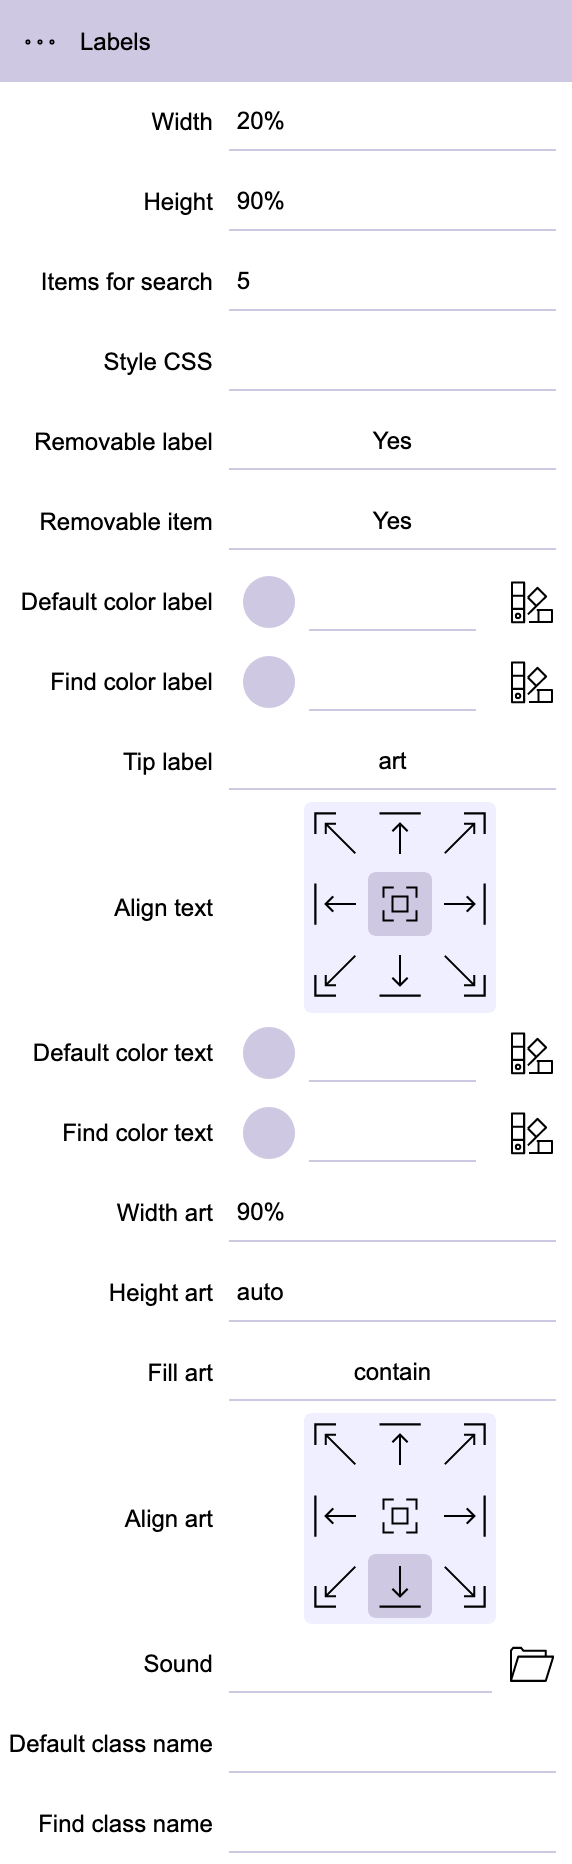 Labels
Width 20%
Height 90%
Items for search 5
Style CSS
Removable label Yes
Removable item Yes
Default color label
Find color label
Tip label art
Align text
Default color text
Find color text
Width art 90%
Height art auto
Fill art contain
Align art
Sound
Default class name
Find class name